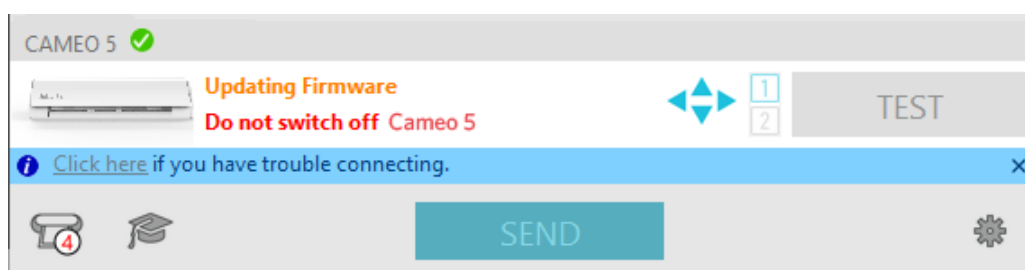 CAMEO 5
Updating Firmware
Do not switch off Cameo 5
1
2
TEST
Click here if you have trouble connecting.
4
SEND